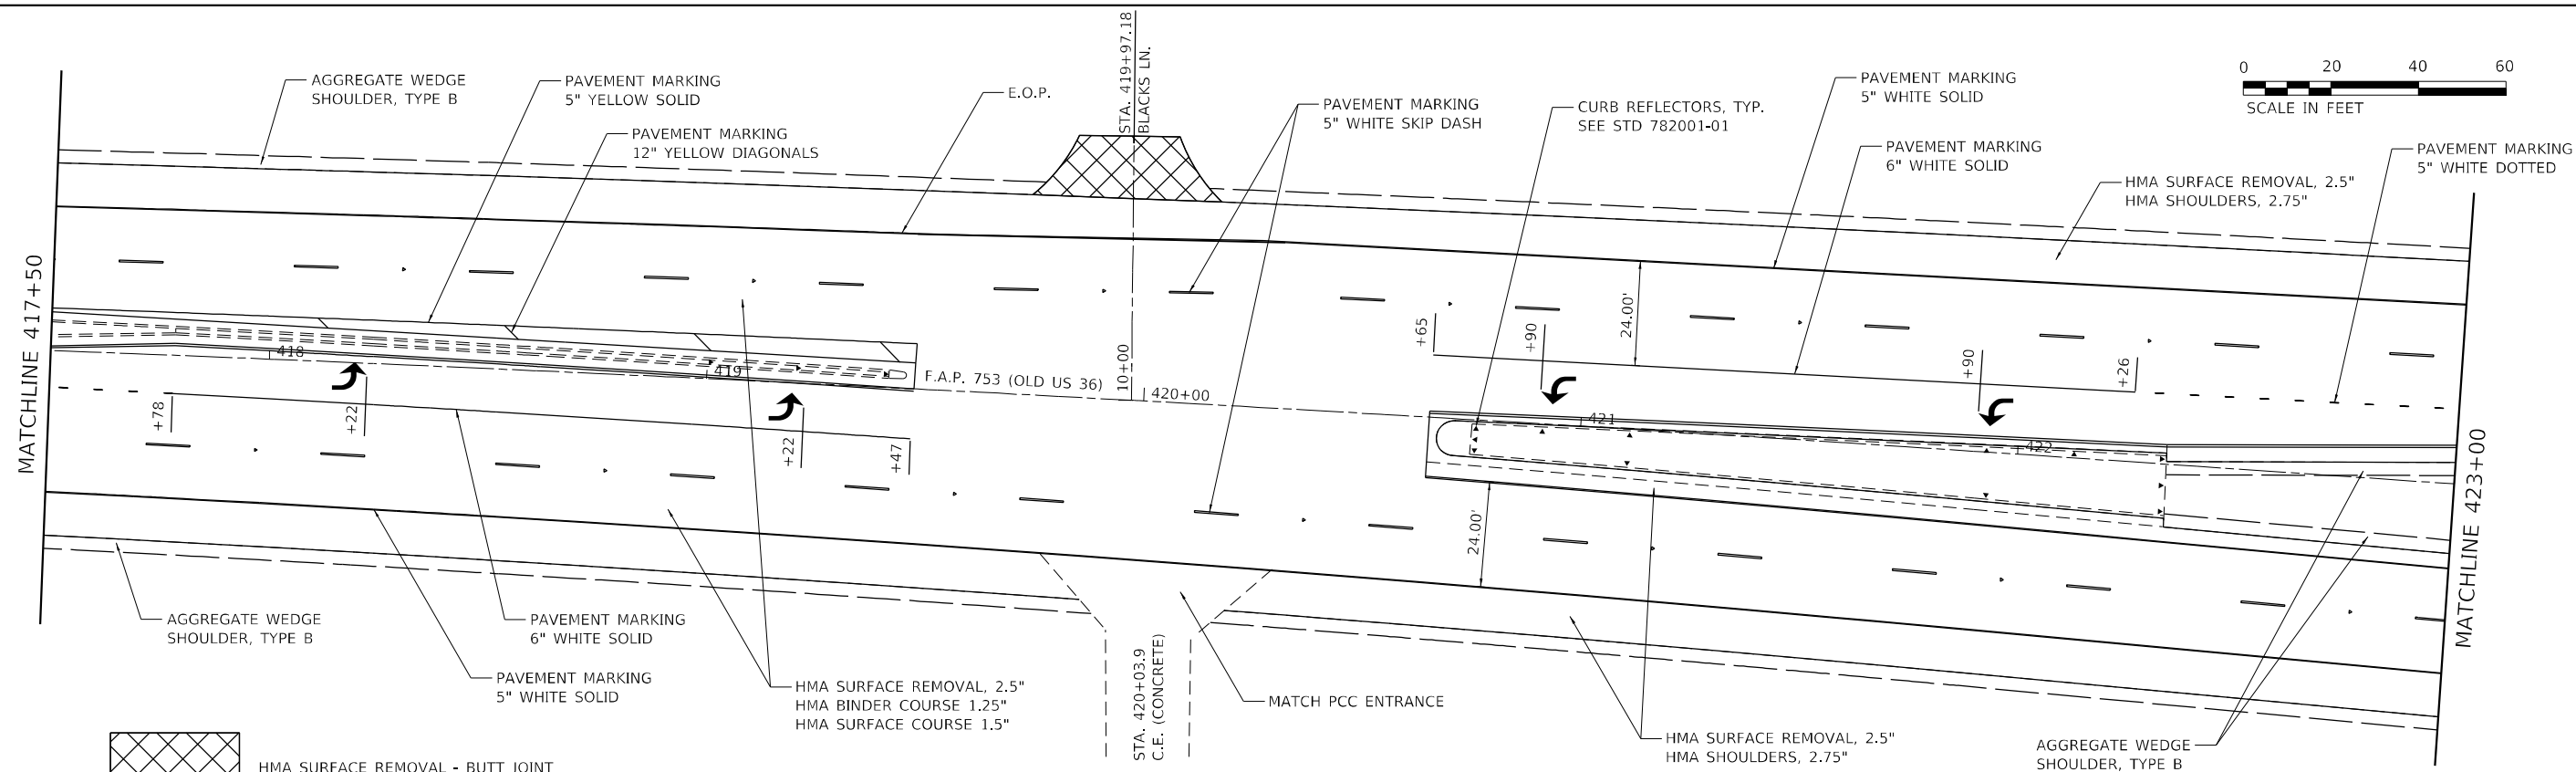 STA. 419+97.18
BLACKS LN.
AGGREGATE WEDGE
SHOULDER, TYPE B
PAVEMENT MARKING
5" YELLOW SOLID
PAVEMENT MARKING
12" YELLOW DIAGONALS
E.O.P.
PAVEMENT MARKING
5" WHITE SKIP DASH
CURB REFLECTORS, TYP.
SEE STD 782001-01
PAVEMENT MARKING
5" WHITE SOLID
PAVEMENT MARKING
6" WHITE SOLID
0 20 40 60
SCALE IN FEET
PAVEMENT MARKING
5" WHITE DOTTED
HMA SURFACE REMOVAL, 2.5"
HMA SHOULDERS, 2.75"
MATCHLINE 417+50
418
419
F.A.P. 753 (OLD US 36)
10+00
420+00
+65
+90
24.00'
+90
+26
421
422
+78
+22
+22
+47
24.00'
MATCHLINE 423+00
AGGREGATE WEDGE
SHOULDER, TYPE B
PAVEMENT MARKING
6" WHITE SOLID
PAVEMENT MARKING
5" WHITE SOLID
HMA SURFACE REMOVAL, 2.5"
HMA BINDER COURSE 1.25"
HMA SURFACE COURSE 1.5"
STA. 420+03.9
C.E. (CONCRETE)
MATCH PCC ENTRANCE
HMA SURFACE REMOVAL, 2.5"
HMA SHOULDERS, 2.75"
AGGREGATE WEDGE
SHOULDER, TYPE B
HMA SURFACE REMOVAL - BUTT JOINT